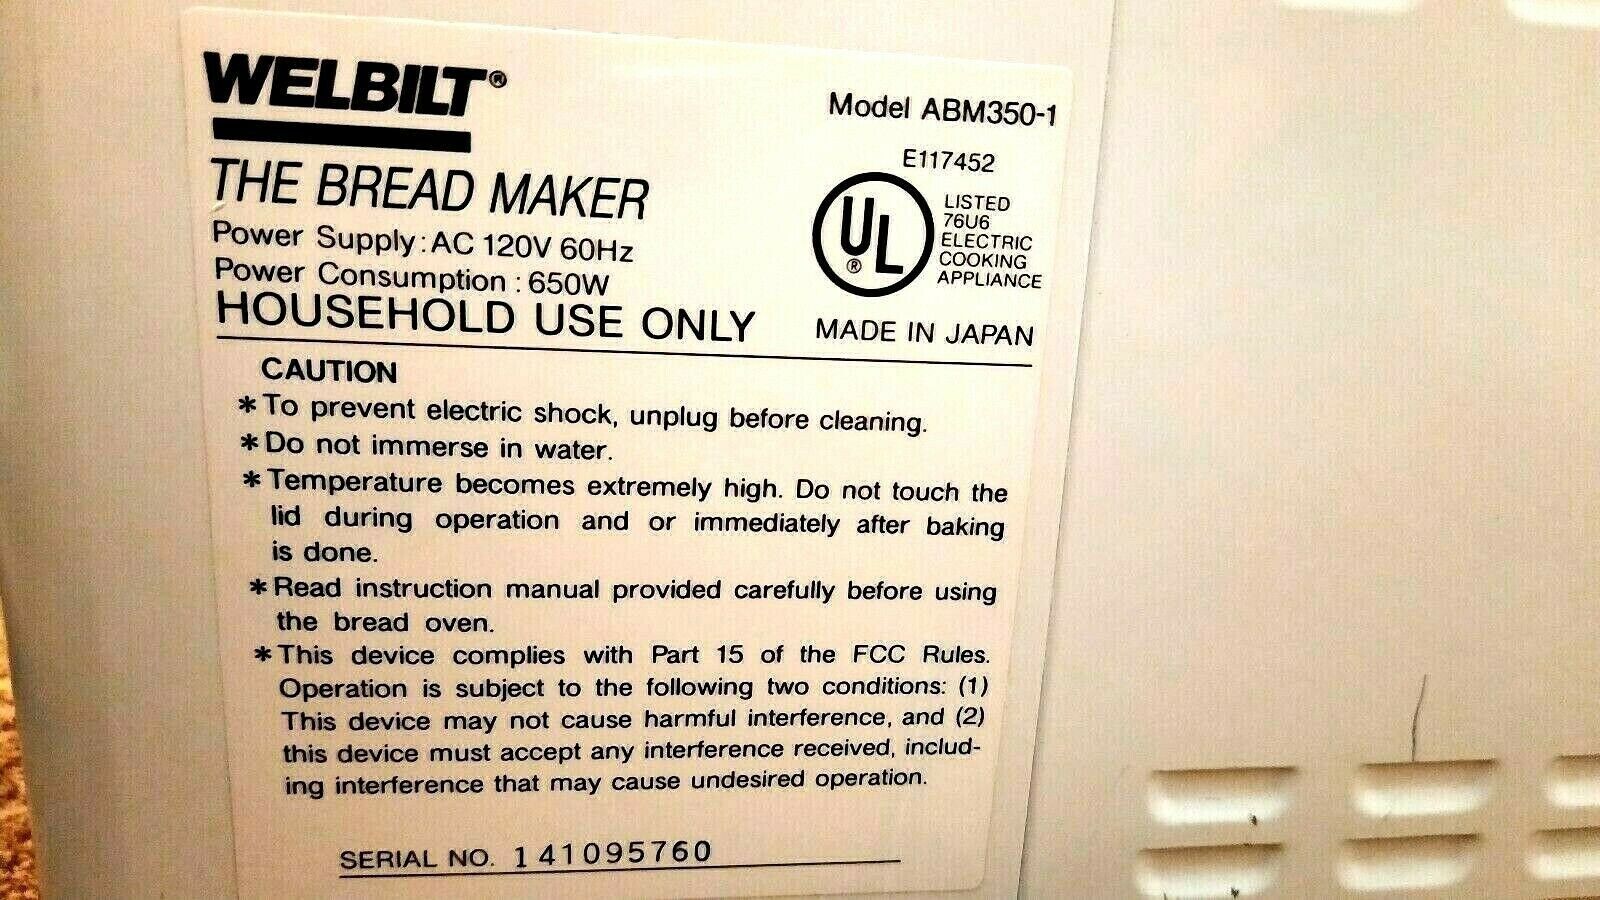 WELBILT®
THE BREAD MAKER
Power Supply: AC 120V 60Hz
Power Consumption : 650W
HOUSEHOLD USE ONLY
Model ABM350-1
E117452
UL®
LISTED
76U6
ELECTRIC
COOKING
APPLIANCE
MADE IN JAPAN
CAUTION
*To prevent electric shock, unplug before cleaning.
*Do not immerse in water.
*Temperature becomes extremely high. Do not touch the
lid during operation and or immediately after baking
is done.
*Read instruction manual provided carefully before using
the bread oven.
*This device complies with Part 15 of the FCC Rules.
Operation is subject to the following two conditions: (1)
This device may not cause harmful interference, and (2)
this device must accept any interference received, includ-
ing interference that may cause undesired operation.
SERIAL NO. 141095760